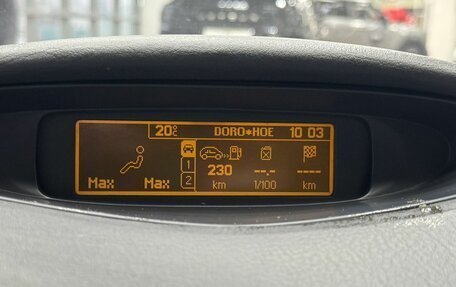 20°C DORO*HOE 10 03
1
230 --.- ----
Max Max
2
km 1/100 km